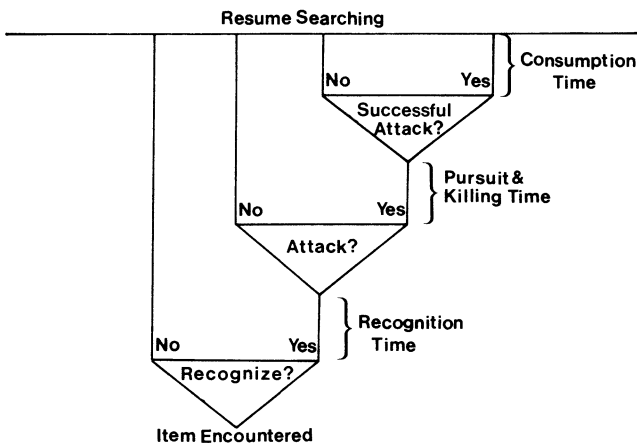 Resume Searching
No
Yes
Consumption
Time
Successful
Attack?
Pursuit &
Killing Time
No
Yes
Attack?
Recognition
Time
No
Yes
Recognize?
Item Encountered